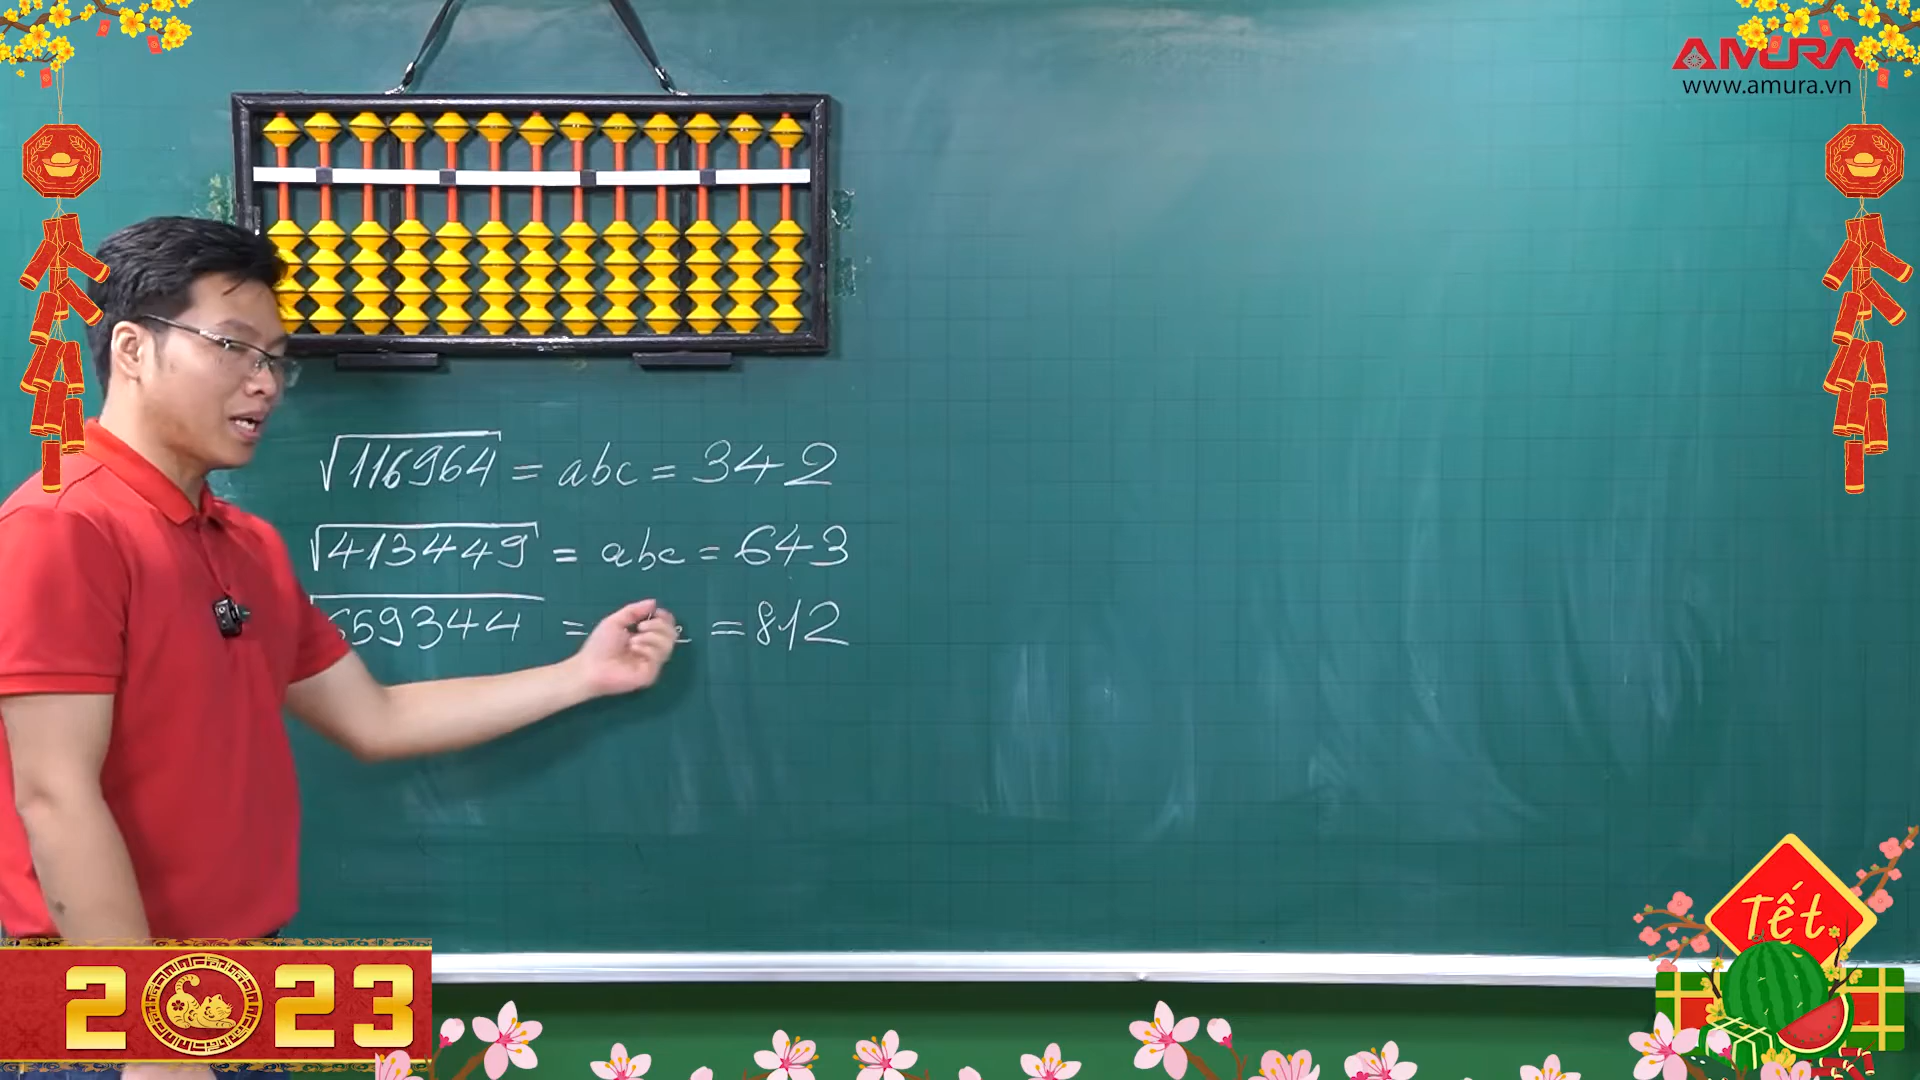 AMURA
www.amura.vn
√116964 = abc = 342
√413449 = abc = 643
659344 = = 812
Tết
2023